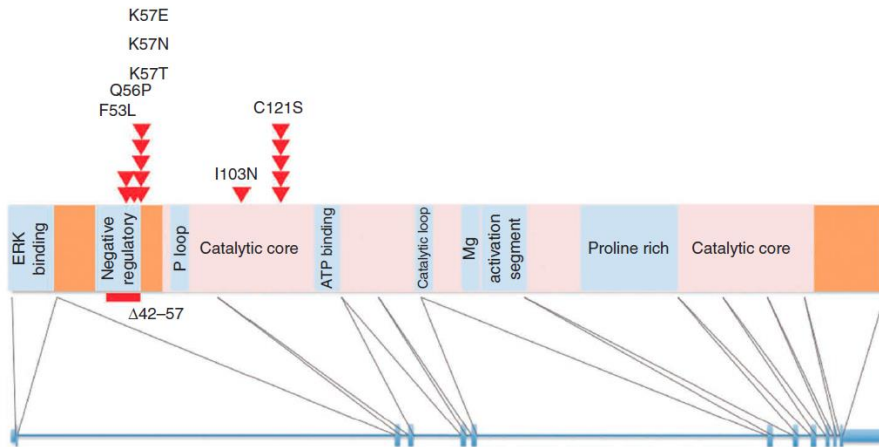 K57E
K57N
K57T
Q56P
F53L
C121S
I103N
ERK
binding
Negative
regulatory
P loop
Catalytic core
ATP binding
Catalytic loop
Mg
activation
segment
Proline rich
Catalytic core
Δ42–57